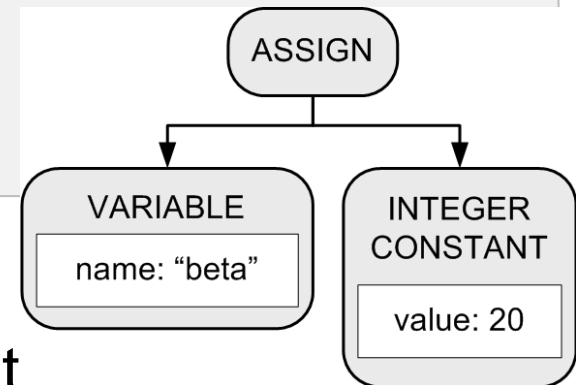 ASSIGN
VARIABLE
name: “beta”
INTEGER
CONSTANT
value: 20
t